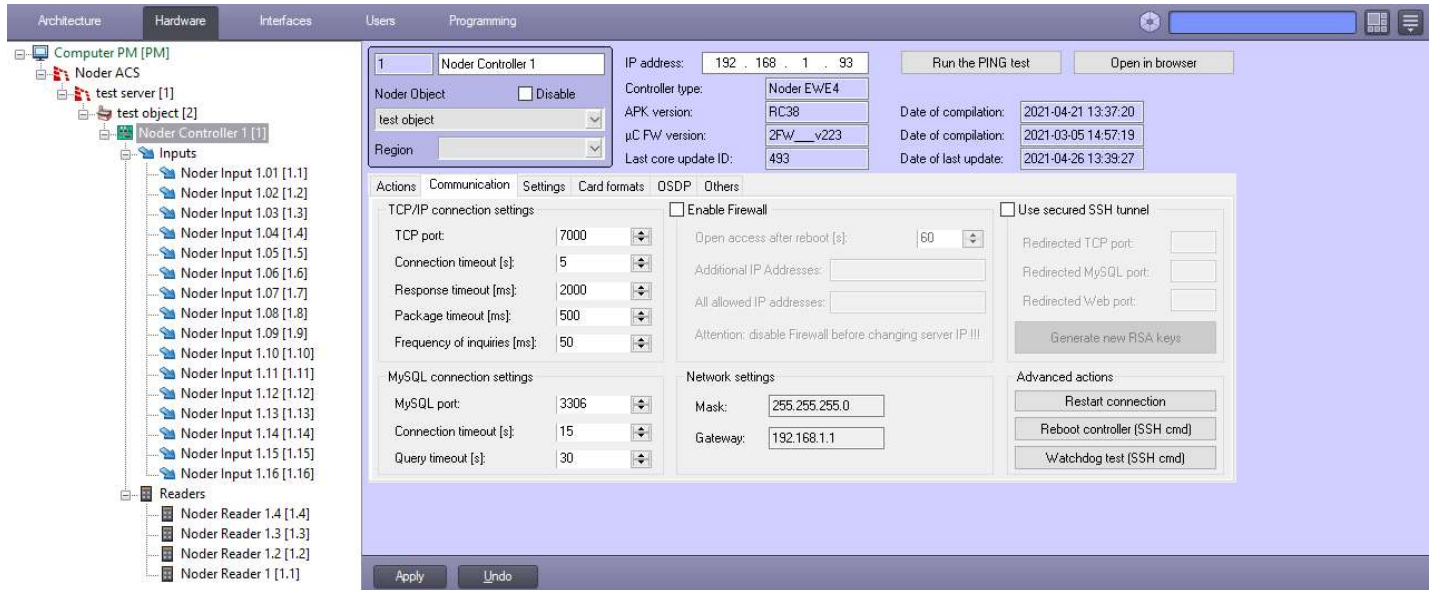 Architecture Hardware Interfaces Users Programming
Computer PM [PM]
Noder ACS
test server [1]
test object [2]
Noder Controller 1 [1]
Inputs
Noder Input 1.01 [1.1]
Noder Input 1.02 [1.2]
Noder Input 1.03 [1.3]
Noder Input 1.04 [1.4]
Noder Input 1.05 [1.5]
Noder Input 1.06 [1.6]
Noder Input 1.07 [1.7]
Noder Input 1.08 [1.8]
Noder Input 1.09 [1.9]
Noder Input 1.10 [1.10]
Noder Input 1.11 [1.11]
Noder Input 1.12 [1.12]
Noder Input 1.13 [1.13]
Noder Input 1.14 [1.14]
Noder Input 1.15 [1.15]
Noder Input 1.16 [1.16]
Readers
Noder Reader 1.4 [1.4]
Noder Reader 1.3 [1.3]
Noder Reader 1.2 [1.2]
Noder Reader 1 [1.1]
1 Noder Controller 1
Noder Object Disable
test object
Region
IP address: 192 . 168 . 1 . 93 Run the PING test Open in browser
Controller type: Noder EWE4
APK version: RC38 Date of compilation: 2021-04-21 13:37:20
µC FW version: 2FW___v223 Date of compilation: 2021-03-05 14:57:19
Last core update ID: 493 Date of last update: 2021-04-26 13:39:27
Actions Communication Settings Card formats OSDP Others
TCP/IP connection settings
TCP port: 7000
Connection timeout [s]: 5
Response timeout [ms]: 2000
Package timeout [ms]: 500
Frequency of inquiries [ms]: 50
Enable Firewall
Open access after reboot [s]: 60
Additional IP Addresses:
All allowed IP addresses:
Attention: disable Firewall before changing server IP !!!
Use secured SSH tunnel
Redirected TCP port:
Redirected MySQL port:
Redirected Web port:
Generate new RSA keys
MySQL connection settings
MySQL port: 3306
Connection timeout [s]: 15
Query timeout [s]: 30
Network settings
Mask: 255.255.255.0
Gateway: 192.168.1.1
Advanced actions
Restart connection
Reboot controller (SSH cmd)
Watchdog test (SSH cmd)
Apply Undo